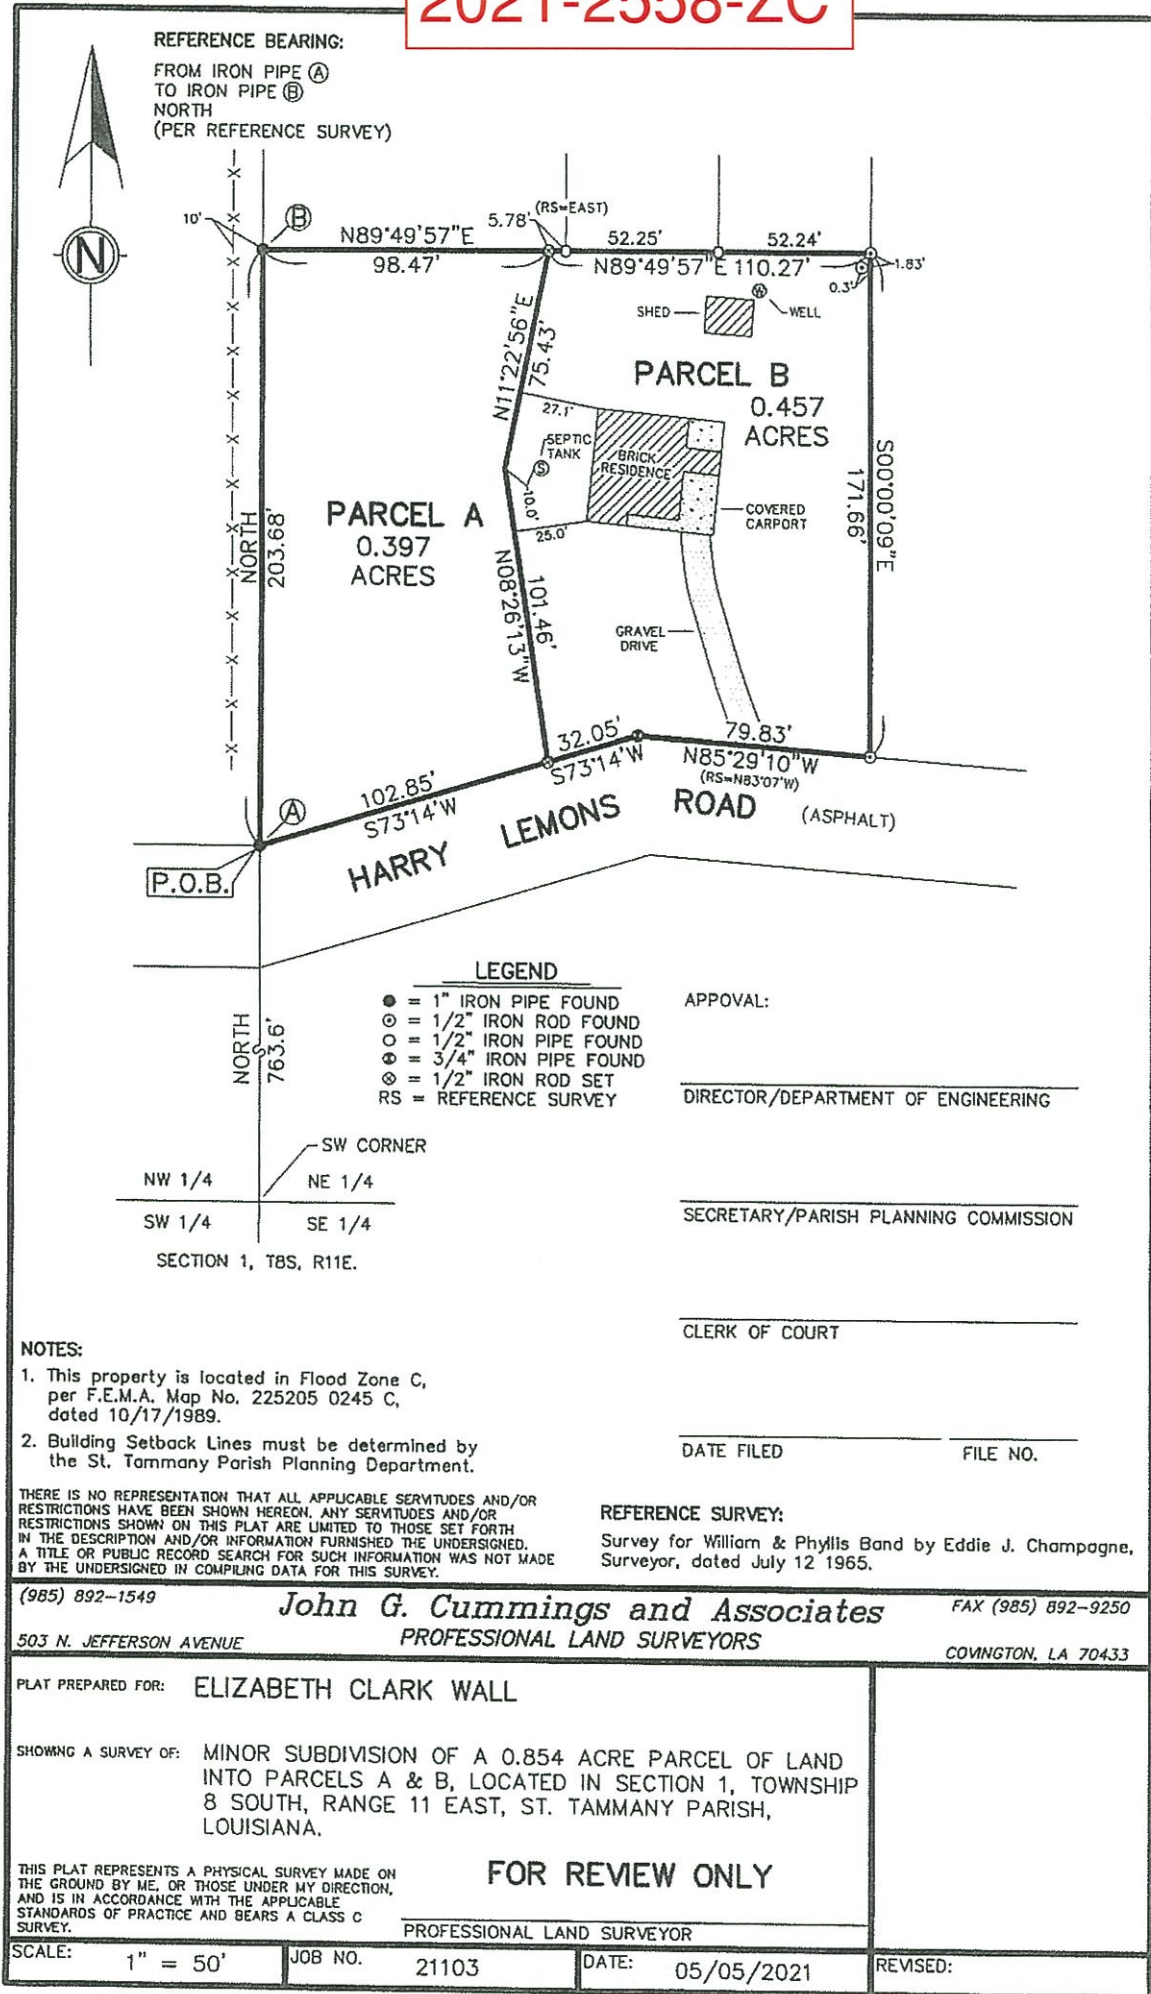 2021-2558-ZC
REFERENCE BEARING:
FROM IRON PIPE Ⓐ
TO IRON PIPE Ⓑ
NORTH
(PER REFERENCE SURVEY)
N
10'
B
N89°49'57"E
98.47'
5.78'
(RS=EAST)
52.25'
52.24'
N89°49'57"E 110.27'
1.83'
0.3'
SHED
W
WELL
N11°22'56"E
75.43'
PARCEL B
0.457
ACRES
27.1'
SEPTIC
TANK
S
BRICK
RESIDENCE
10.0'
25.0'
COVERED
CARPORT
S00°00'09"E
171.66'
NORTH
203.68'
PARCEL A
0.397
ACRES
N08°26'13"W
101.46'
GRAVEL
DRIVE
32.05'
S73°14'W
79.83'
N85°29'10"W
(RS=N83°07'W)
102.85'
S73°14'W
A
P.O.B.
HARRY LEMONS ROAD (ASPHALT)
NORTH
763.6'
LEGEND
● = 1" IRON PIPE FOUND
⊙ = 1/2" IRON ROD FOUND
O = 1/2" IRON PIPE FOUND
= 3/4" IRON PIPE FOUND
⊗ = 1/2" IRON ROD SET
RS = REFERENCE SURVEY
APPOVAL:
DIRECTOR/DEPARTMENT OF ENGINEERING
SW CORNER
NW 1/4 NE 1/4
SW 1/4 SE 1/4
SECTION 1, T8S, R11E.
SECRETARY/PARISH PLANNING COMMISSION
CLERK OF COURT
DATE FILED FILE NO.
NOTES:
1. This property is located in Flood Zone C,
per F.E.M.A. Map No. 225205 0245 C,
dated 10/17/1989.
2. Building Setback Lines must be determined by
the St. Tammany Parish Planning Department.
THERE IS NO REPRESENTATION THAT ALL APPLICABLE SERVITUDES AND/OR
RESTRICTIONS HAVE BEEN SHOWN HEREON. ANY SERVITUDES AND/OR
RESTRICTIONS SHOWN ON THIS PLAT ARE LIMITED TO THOSE SET FORTH
IN THE DESCRIPTION AND/OR INFORMATION FURNISHED THE UNDERSIGNED.
A TITLE OR PUBLIC RECORD SEARCH FOR SUCH INFORMATION WAS NOT MADE
BY THE UNDERSIGNED IN COMPILING DATA FOR THIS SURVEY.
REFERENCE SURVEY:
Survey for William & Phyllis Band by Eddie J. Champagne,
Surveyor, dated July 12 1965.
(985) 892-1549
John G. Cummings and Associates
FAX (985) 892-9250
503 N. JEFFERSON AVENUE
PROFESSIONAL LAND SURVEYORS
COVINGTON, LA 70433
PLAT PREPARED FOR: ELIZABETH CLARK WALL
SHOWING A SURVEY OF: MINOR SUBDIVISION OF A 0.854 ACRE PARCEL OF LAND
INTO PARCELS A & B, LOCATED IN SECTION 1, TOWNSHIP
8 SOUTH, RANGE 11 EAST, ST. TAMMANY PARISH,
LOUISIANA.
THIS PLAT REPRESENTS A PHYSICAL SURVEY MADE ON
THE GROUND BY ME, OR THOSE UNDER MY DIRECTION,
AND IS IN ACCORDANCE WITH THE APPLICABLE
STANDARDS OF PRACTICE AND BEARS A CLASS C
SURVEY.
FOR REVIEW ONLY
PROFESSIONAL LAND SURVEYOR
SCALE: 1" = 50'
JOB NO. 21103
DATE: 05/05/2021
REVISED: